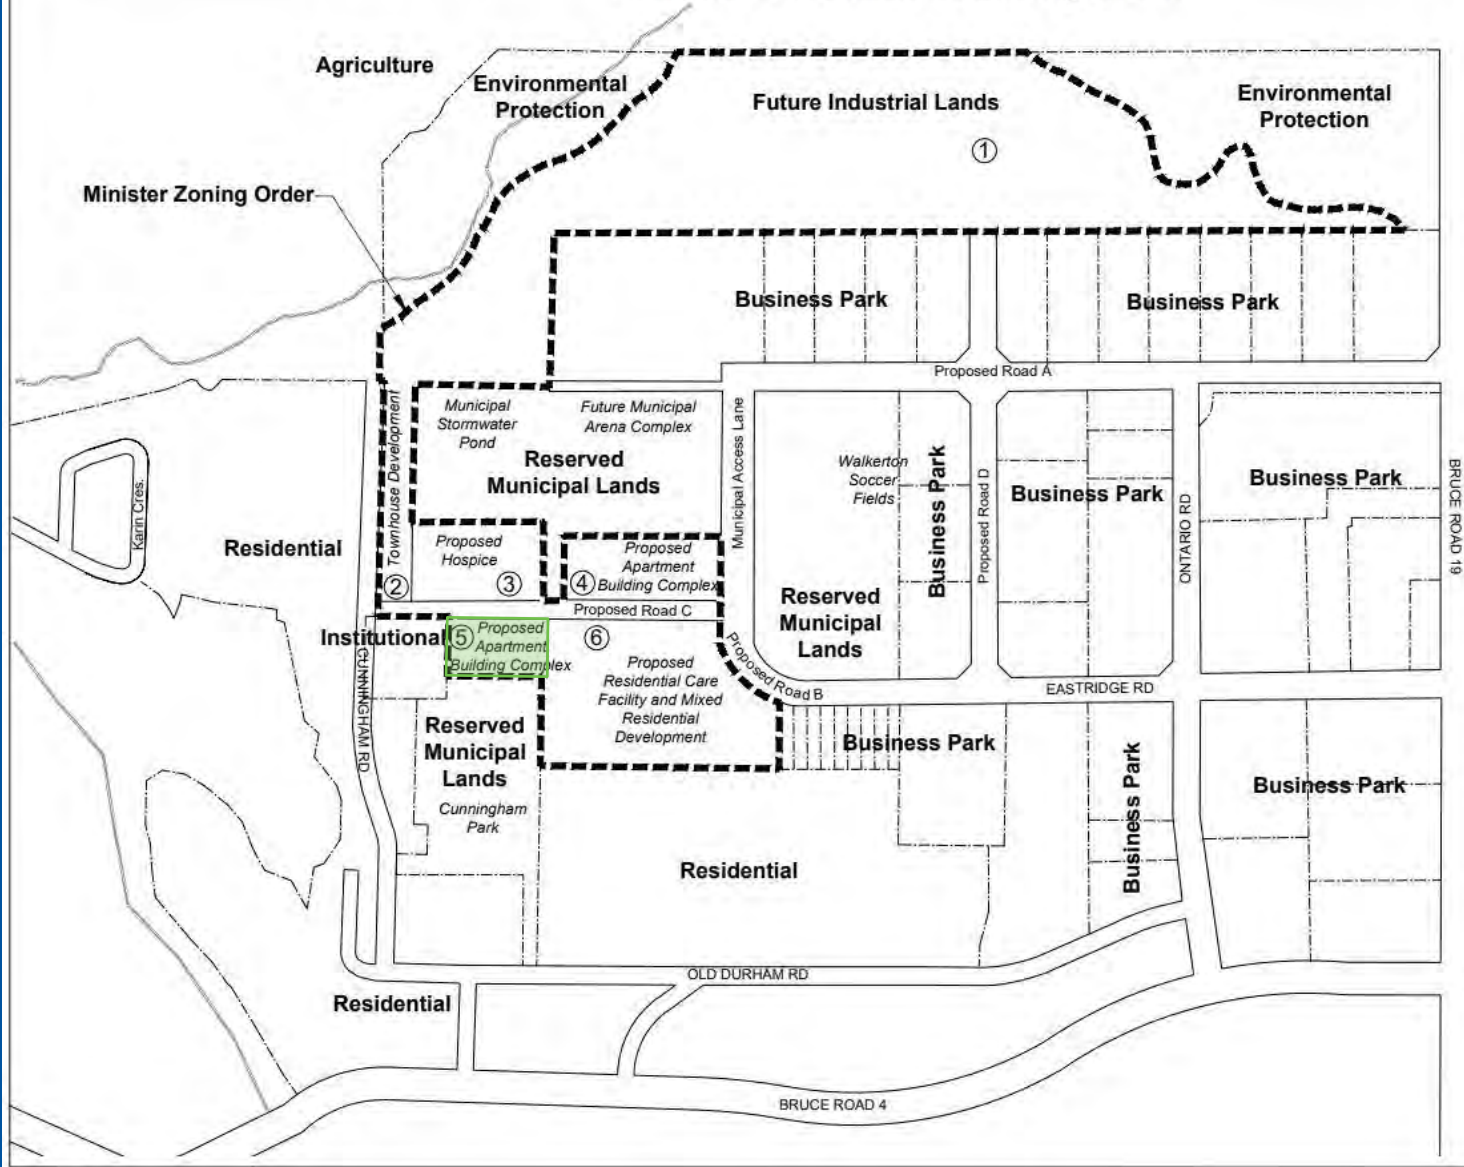 Agriculture
Environmental
Protection
Future Industrial Lands
1
Environmental
Protection
Minister Zoning Order
Business Park
Business Park
Proposed Road A
Townhouse Development
Municipal
Stormwater
Pond
Future Municipal
Arena Complex
Reserved
Municipal Lands
Municipal Access Lane
Walkerton
Soccer
Fields
Business Park
Proposed Road D
Business Park
ONTARIO RD
Business Park
BRUCE ROAD 19
Karin Cres.
Residential
Proposed
Hospice
2
3
4
Proposed
Apartment
Building Complex
Proposed Road C
Reserved
Municipal
Lands
Business Park
Institutional
5
Proposed
Apartment
Building Complex
6
Proposed
Residential Care
Facility and Mixed
Residential
Development
Proposed Road B
EASTRIDGE RD
CUNNINGHAM RD
Reserved
Municipal
Lands
Cunningham
Park
Business Park
Business Park
Business Park
Residential
OLD DURHAM RD
Residential
BRUCE ROAD 4